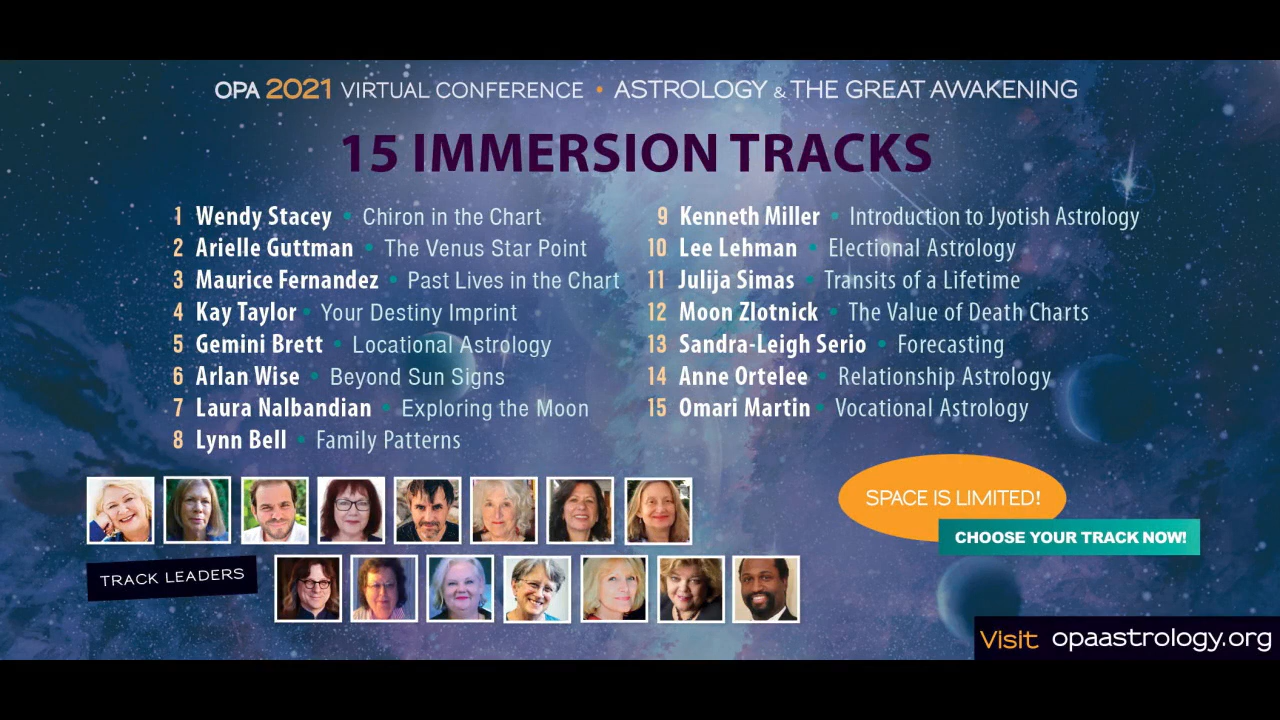 OPA 2021 VIRTUAL CONFERENCE • ASTROLOGY & THE GREAT AWAKENING
15 IMMERSION TRACKS
1 Wendy Stacey • Chiron in the Chart
2 Arielle Guttman • The Venus Star Point
3 Maurice Fernandez • Past Lives in the Chart
4 Kay Taylor • Your Destiny Imprint
5 Gemini Brett • Locational Astrology
6 Arlan Wise • Beyond Sun Signs
7 Laura Nalbandian • Exploring the Moon
8 Lynn Bell • Family Patterns
9 Kenneth Miller • Introduction to Jyotish Astrology
10 Lee Lehman • Electional Astrology
11 Julija Simas • Transits of a Lifetime
12 Moon Zlotnick • The Value of Death Charts
13 Sandra-Leigh Serio • Forecasting
14 Anne Ortelee • Relationship Astrology
15 Omari Martin • Vocational Astrology
SPACE IS LIMITED!
CHOOSE YOUR TRACK NOW!
TRACK LEADERS
Visit opaastrology.org